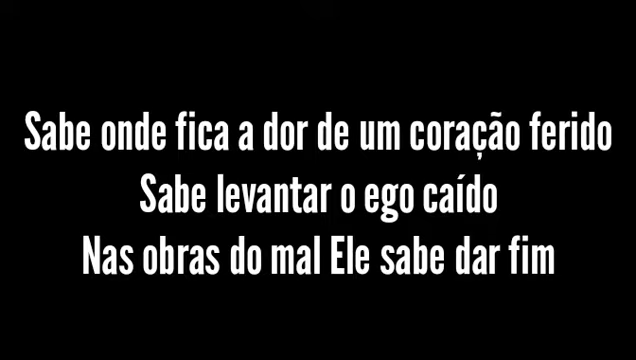 Sabe onde fica a dor de um coração ferido
Sabe levantar o ego caído
Nas obras do mal Ele sabe dar fim